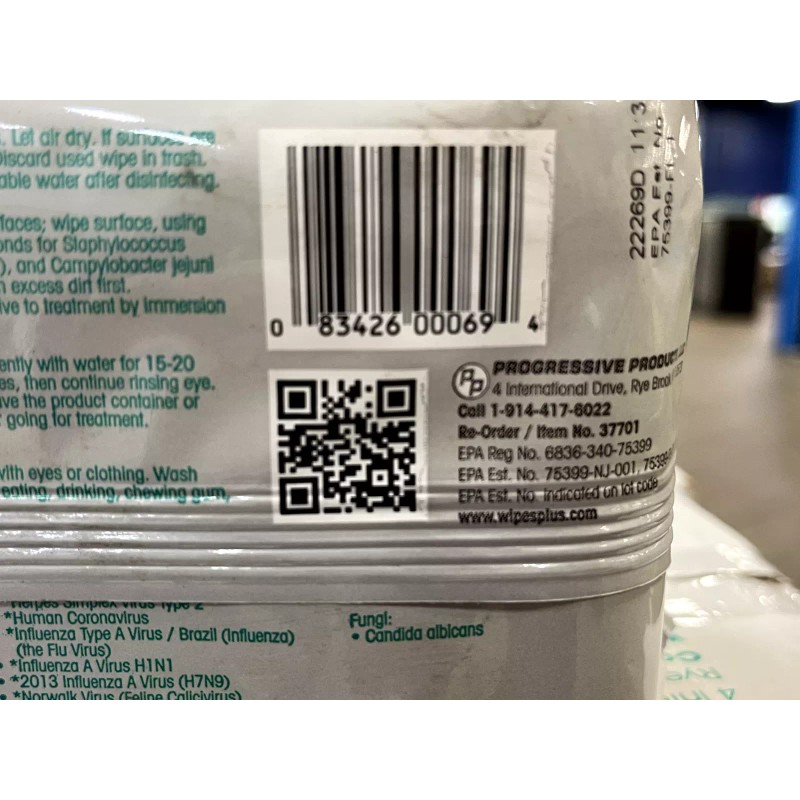 . Let air dry. If surfaces are
Discard used wipe in trash.
able water after disinfecting.
faces; wipe surface, using
onds for Staphylococcus
), and Campylobacter jejuni
n excess dirt first.
ive to treatment by immersion
ently with water for 15-20
es, then continue rinsing eye.
ave the product container or
going for treatment.
with eyes or clothing. Wash
eating, drinking, chewing gum,
0 83426 00069 4
22269D 11:3
EPA Est. No.
75399-
PP PROGRESSIVE PRODUCTS
4 International Drive, Rye Brook
Call 1-914-417-6022
Re-Order / Item No. 37701
EPA Reg No. 6836-340-75399
EPA Est. No. 75399-NJ-001, 75399
EPA Est. No. indicated on lot code
www.wipesplus.com
Herpes Simplex Virus Type 2
*Human Coronavirus
*Influenza Type A Virus / Brazil (Influenza)
(the Flu Virus)
• *Influenza A Virus H1N1
• *2013 Influenza A Virus (H7N9)
• *Norwalk Virus (Feline Calicivirus)
Fungi:
• Candida albicans